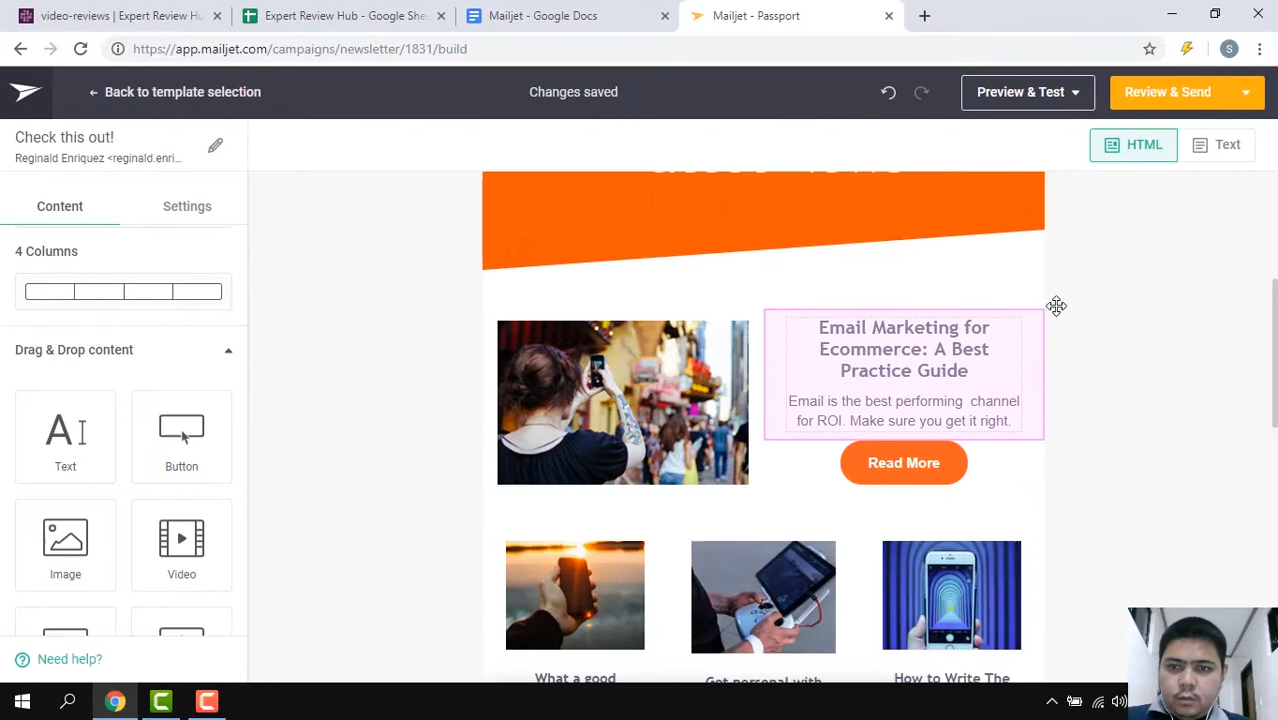 video-reviews | Expert Review Hub
Expert Review Hub - Google She
Mailjet - Google Docs
Mailjet - Passport
https://app.mailjet.com/campaigns/newsletter/1831/build
S
Back to template selection
Changes saved
Preview & Test
Review & Send
Check this out!
Reginald Enriquez <reginald.enri...
HTML
Text
Content
Settings
4 Columns
Drag & Drop content
Text
Button
Image
Video
Need help?
Email Marketing for
Ecommerce: A Best
Practice Guide
Email is the best performing channel
for ROI. Make sure you get it right.
Read More
What a good
Get personal with
How to Write The